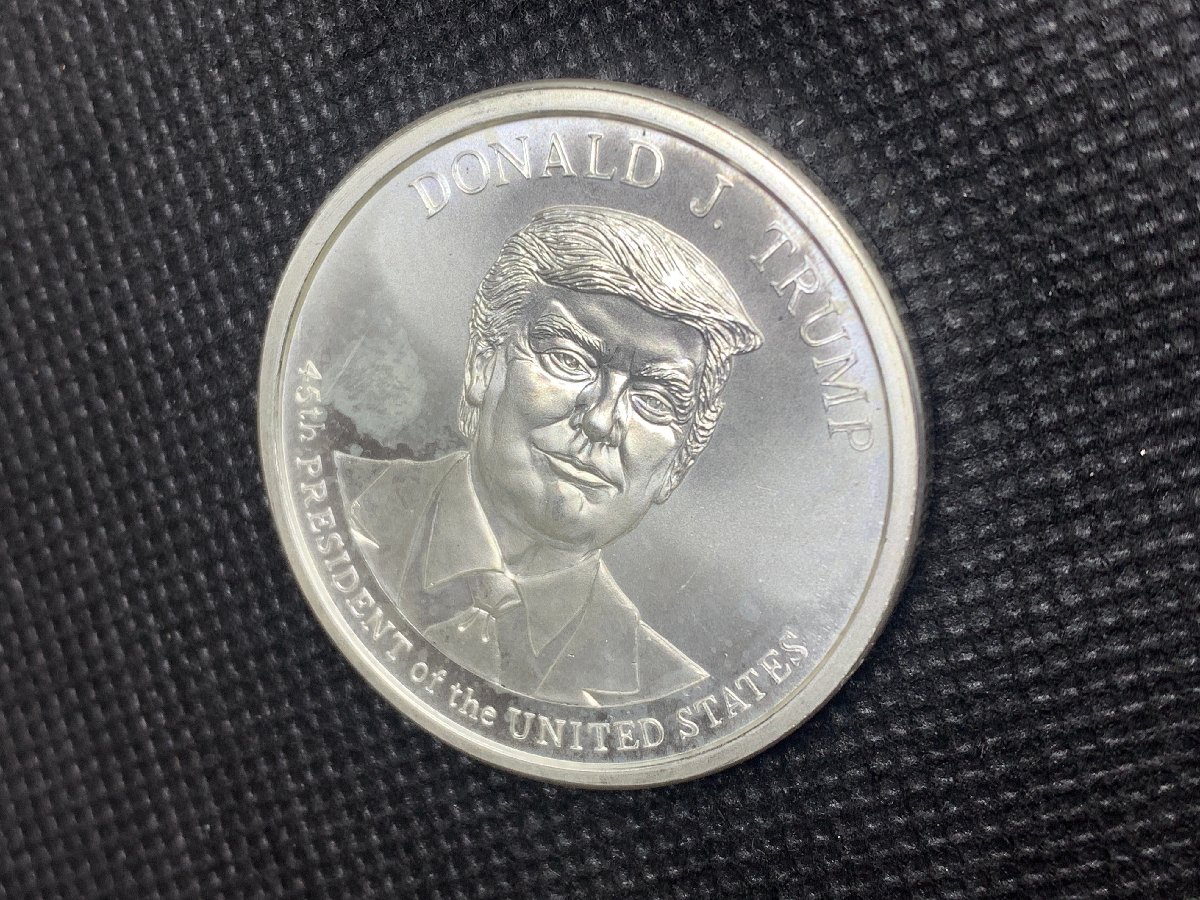 DONALD J. TRUMP
45th PRESIDENT of the UNITED STATES